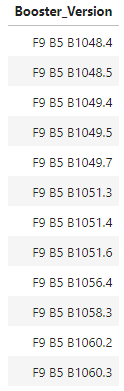 Booster_Version
F9 B5 B1048.4
F9 B5 B1048.5
F9 B5 B1049.4
F9 B5 B1049.5
F9 B5 B1049.7
F9 B5 B1051.3
F9 B5 B1051.4
F9 B5 B1051.6
F9 B5 B1056.4
F9 B5 B1058.3
F9 B5 B1060.2
F9 B5 B1060.3